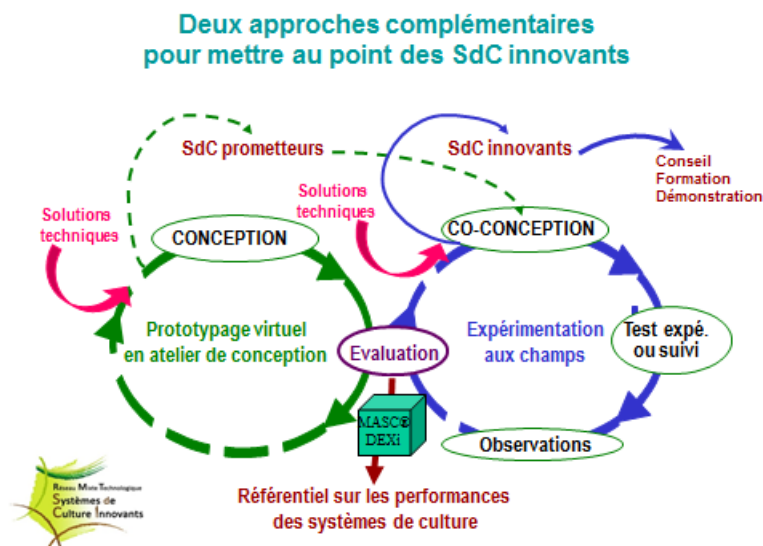 Deux approches complémentaires
pour mettre au point des SdC innovants
SdC prometteurs
SdC innovants
Conseil
Formation
Démonstration
Solutions
techniques
Solutions
techniques
CONCEPTION
CO-CONCEPTION
Prototypage virtuel
en atelier de conception
Evaluation
Expérimentation
aux champs
Test expé.
ou suivi
MASC®
DEXi
Observations
Référentiel sur les performances
des systèmes de culture
Réseau Mixte Technologique
Systèmes de
Culture Innovants